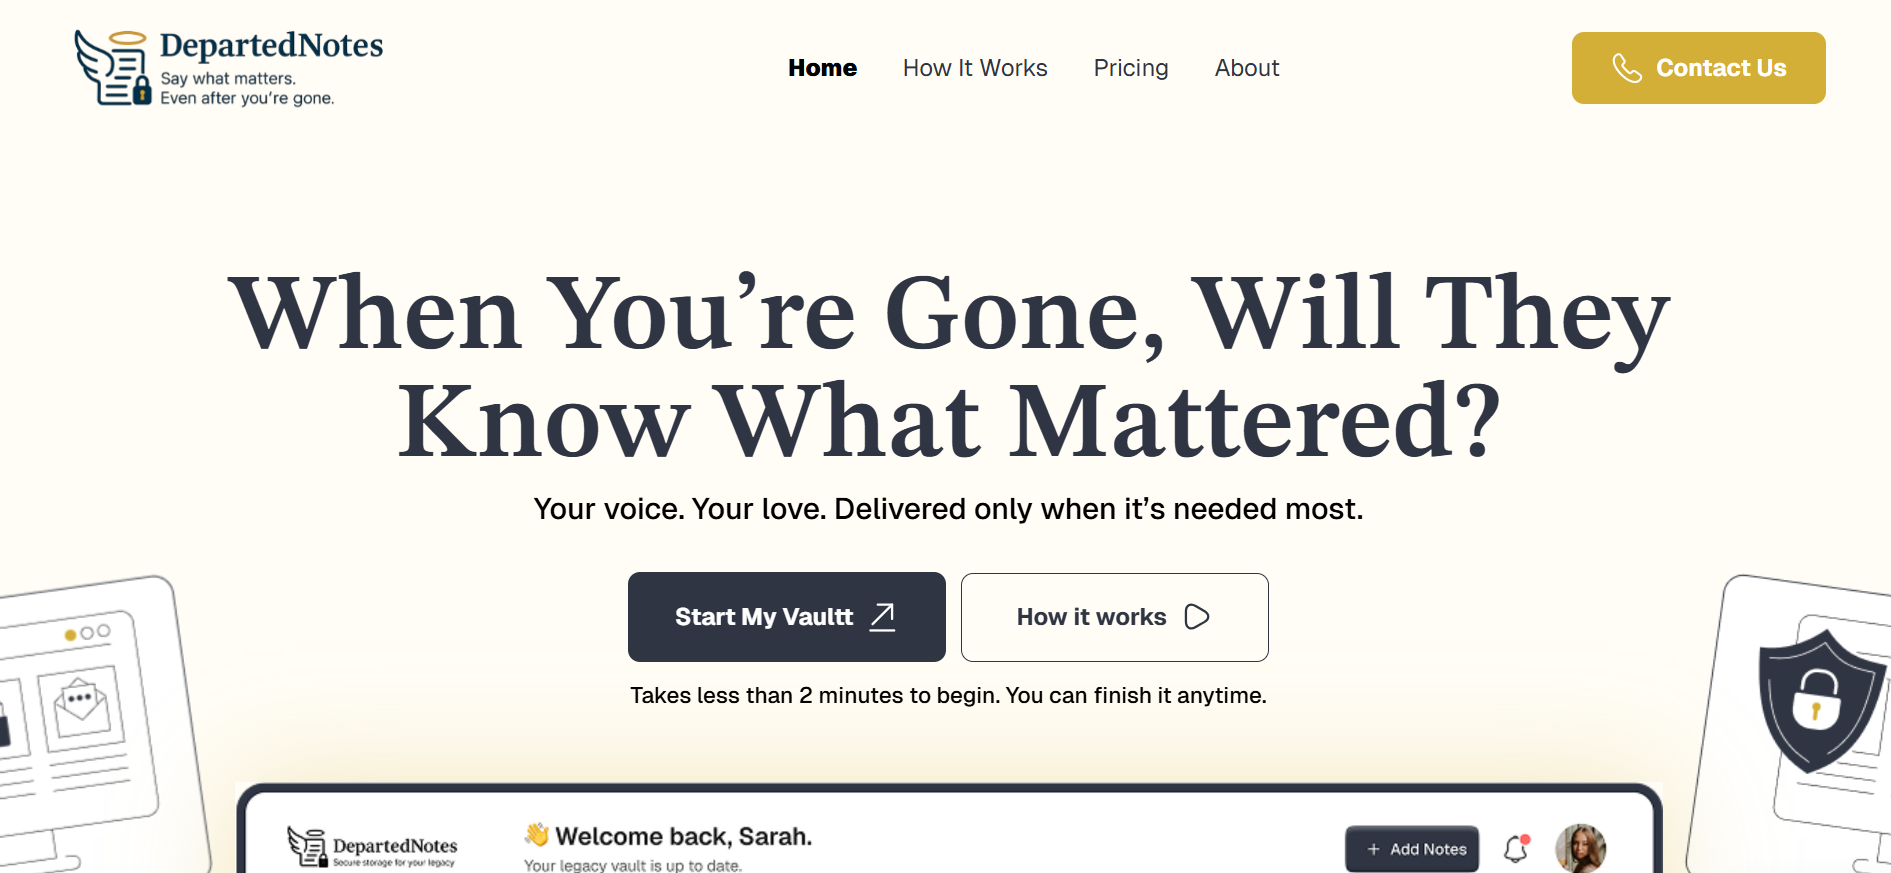 DepartedNotes
Say what matters.
Even after you’re gone.
Home
How It Works
Pricing
About
Contact Us
When You’re Gone, Will They
Know What Mattered?
Your voice. Your love. Delivered only when it’s needed most.
Start My Vaultt
How it works
Takes less than 2 minutes to begin. You can finish it anytime.
DepartedNotes
Secure storage for your legacy
👋 Welcome back, Sarah.
Your legacy vault is up to date.
+ Add Notes